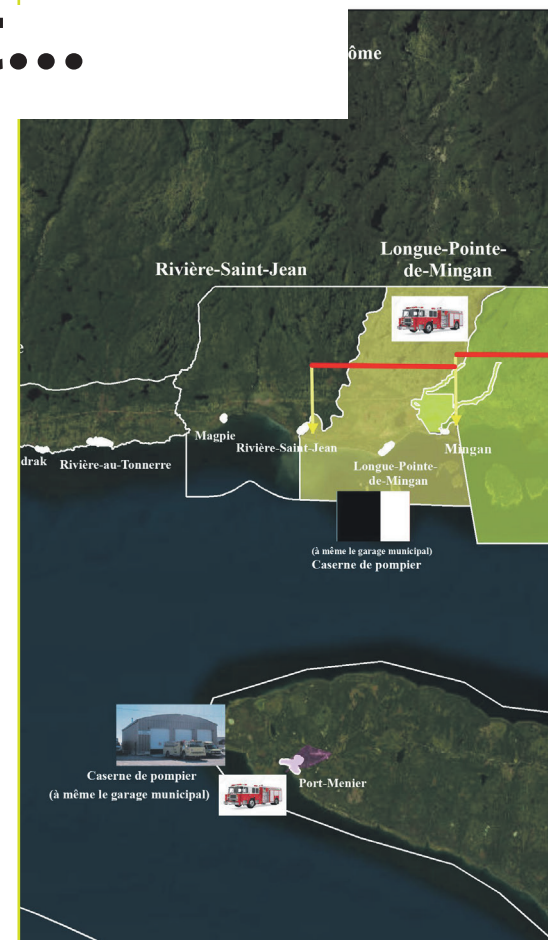 ...
ôme
Longue-Pointe-
de-Mingan
Rivière-Saint-Jean
Magpie
Rivière-Saint-Jean
Mingan
drak
Rivière-au-Tonnerre
Longue-Pointe-
de-Mingan
(à même le garage municipal)
Caserne de pompier
Caserne de pompier
(à même le garage municipal)
Port-Menier